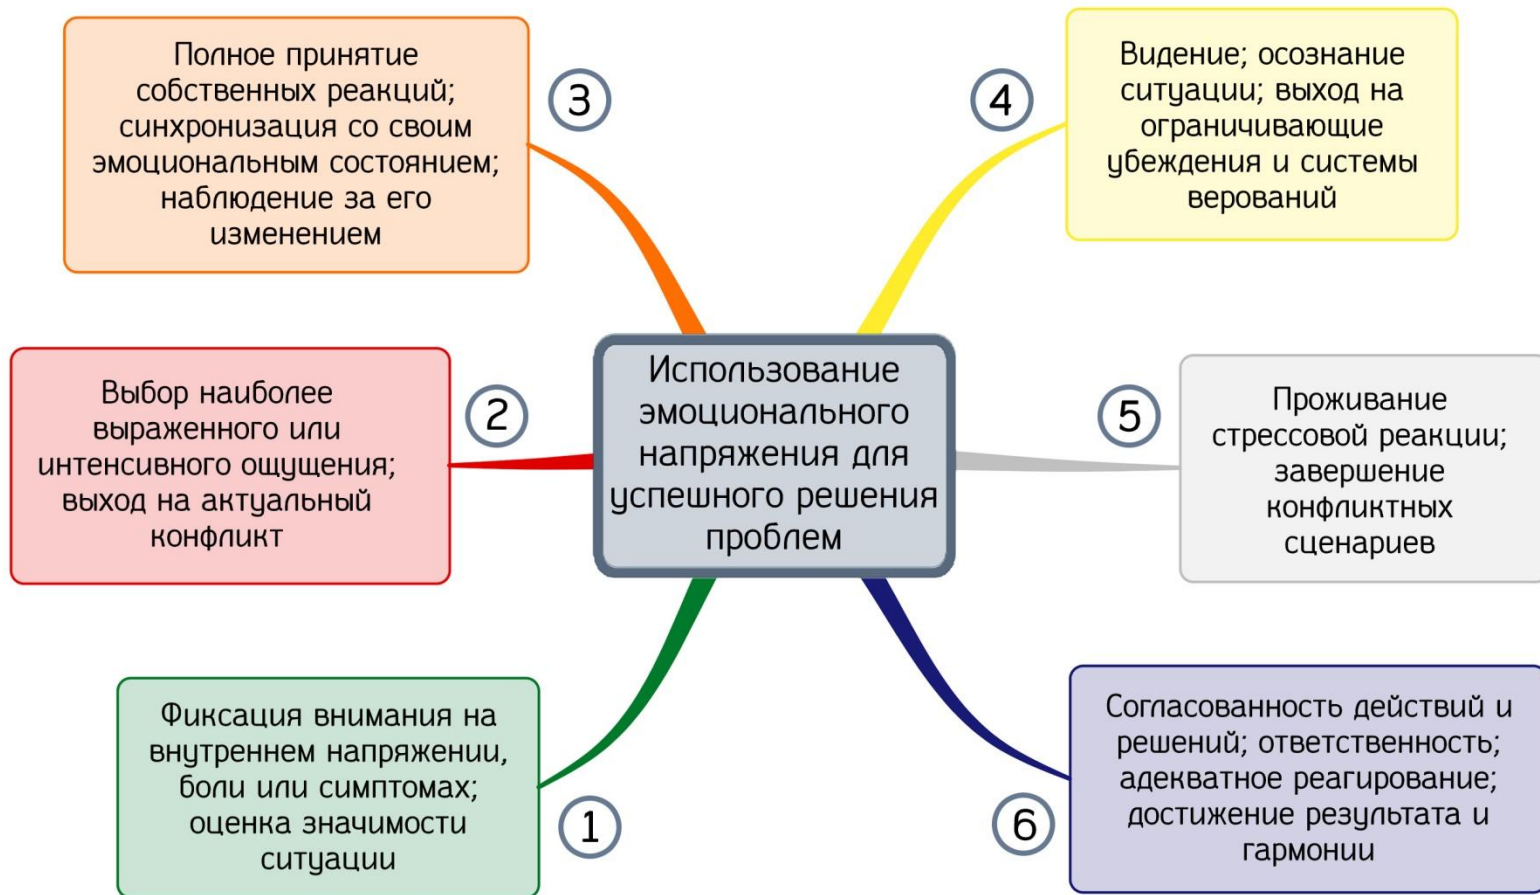 Полное принятие
собственных реакций;
синхронизация со своим
эмоциональным состоянием;
наблюдение за его
изменением
3
4
Видение; осознание
ситуации; выход на
ограничивающие
убеждения и системы
верований
Выбор наиболее
выраженного или
интенсивного ощущения;
выход на актуальный
конфликт
2
Использование
эмоционального
напряжения для
успешного решения
проблем
5
Проживание
стрессовой реакции;
завершение
конфликтных
сценариев
Фиксация внимания на
внутреннем напряжении,
боли или симптомах;
оценка значимости
ситуации
1
6
Согласованность действий и
решений; ответственность;
адекватное реагирование;
достижение результата и
гармонии